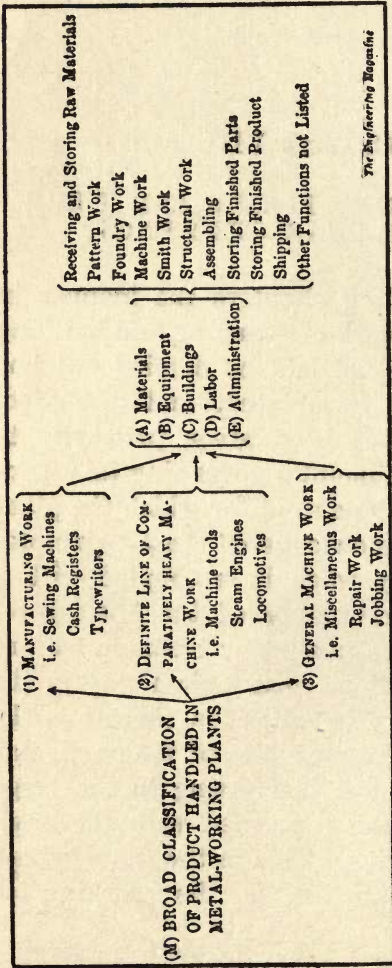 (M) BROAD CLASSIFICATION
OF PRODUCT HANDLED IN
METAL-WORKING PLANTS
(1) MANUFACTURING WORK
i.e. Sewing Machines
Cash Registers
Typewriters
(2) DEFINITE LINE OF COM-
PARATIVELY HEAVY MA-
CHINE WORK
i.e. Machine tools
Steam Engines
Locomotives
(3) GENERAL MACHINE WORK
i.e. Miscellaneous Work
Repair Work
Jobbing Work
(A) Materials
(B) Equipment
(C) Buildings
(D) Labor
(E) Administration
Receiving and Storing Raw Materials
Pattern Work
Foundry Work
Machine Work
Smith Work
Structural Work
Assembling
Storing Finished Parts
Storing Finished Product
Shipping
Other Functions not Listed
The Engineering Magazine